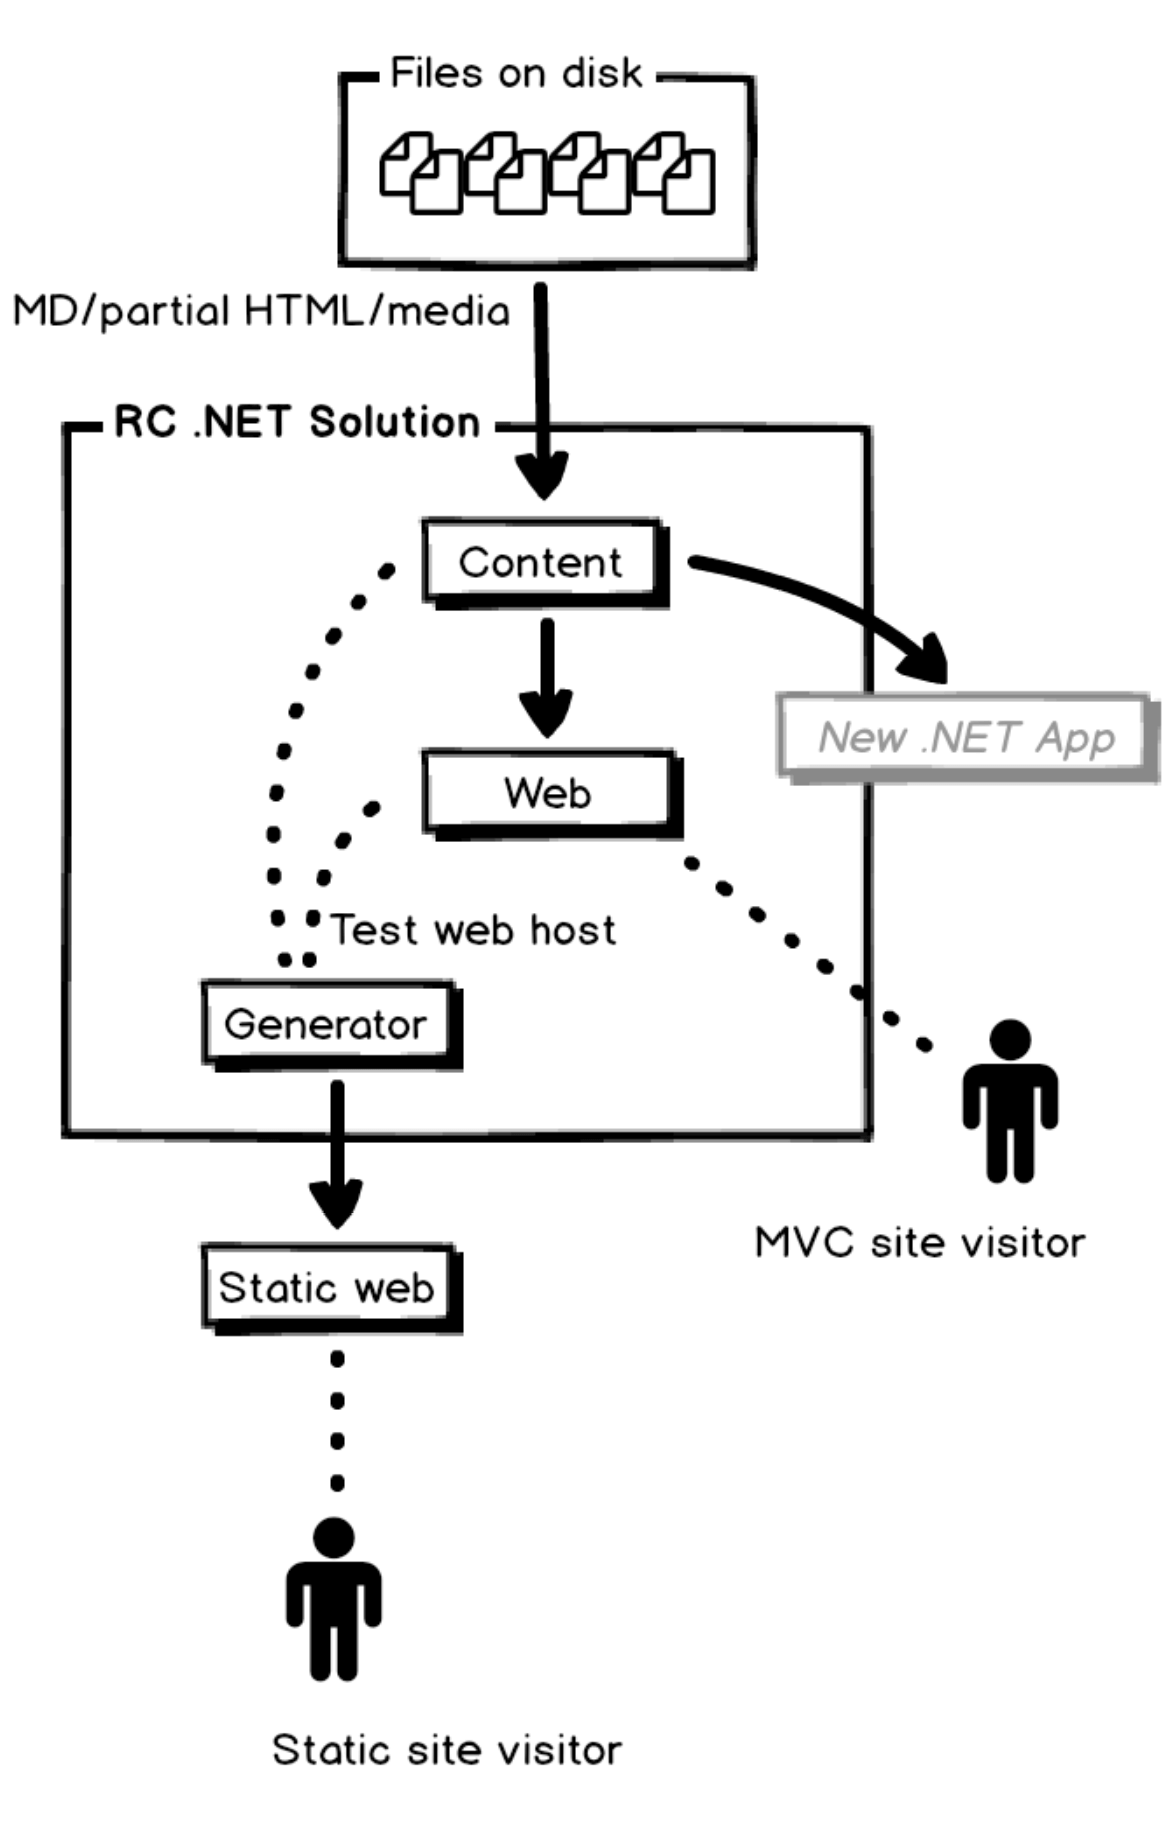 Files on disk
MD/partial HTML/media
RC .NET Solution
Content
New .NET App
Web
Test web host
Generator
MVC site visitor
Static web
Static site visitor